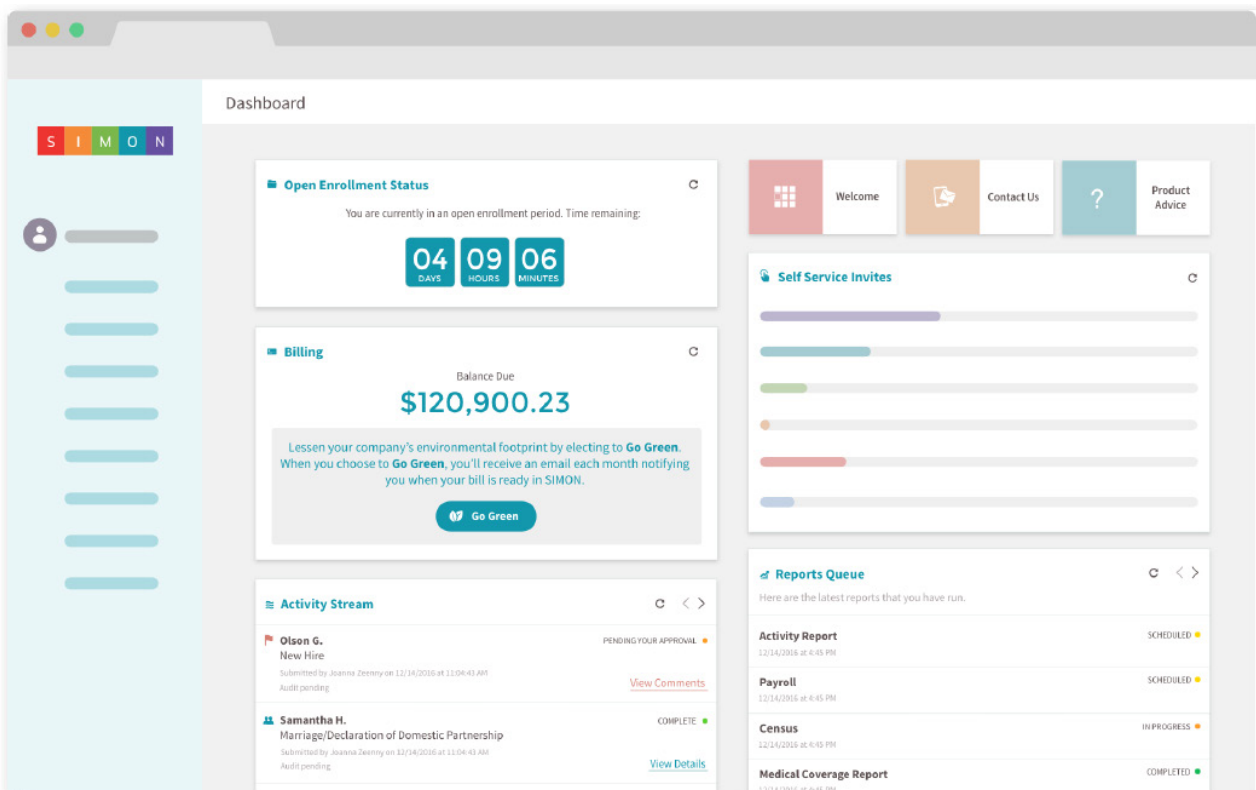 Dashboard
SIMON
Open Enrollment Status
You are currently in an open enrollment period. Time remaining:
04 09 06
DAYS HOURS MINUTES
Billing
Balance Due
$120,900.23
Lessen your company's environmental footprint by electing to Go Green.
When you choose to Go Green, you'll receive an email each month notifying
you when your bill is ready in SIMON.
Go Green
Activity Stream
Olson G.
PENDING YOUR APPROVAL
New Hire
Submitted by Joanna Zeenny on 12/14/2016 at 11:04:43 AM
Audit pending
View Comments
Samantha H.
COMPLETE
Marriage/Declaration of Domestic Partnership
Submitted by Joanna Zeenny on 12/14/2016 at 11:04:43 AM
Audit pending
View Details
Welcome
Contact Us
?
Product
Advice
Self Service Invites
Reports Queue
Here are the latest reports that you have run.
Activity Report
SCHEDULED
12/14/2016 at 4:45 PM
Payroll
SCHEDULED
12/14/2016 at 4:45 PM
Census
IN PROGRESS
12/14/2016 at 4:45 PM
Medical Coverage Report
COMPLETED
12/14/2016 at 4:45 PM